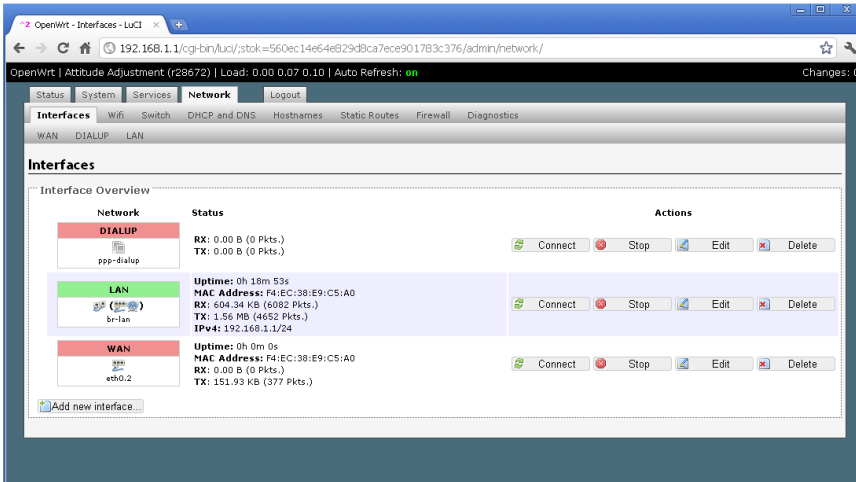 OpenWrt - Interfaces - LuCI
192.168.1.1/cgi-bin/luci/;stok=560ec14e64e829d8ca7ece901783c376/admin/network/
OpenWrt | Attitude Adjustment (r28672) | Load: 0.00 0.07 0.10 | Auto Refresh: on Changes: 0
Status System Services Network Logout
Interfaces Wifi Switch DHCP and DNS Hostnames Static Routes Firewall Diagnostics
WAN DIALUP LAN
Interfaces
Interface Overview
Network Status Actions
DIALUP
ppp-dialup
RX: 0.00 B (0 Pkts.)
TX: 0.00 B (0 Pkts.)
Connect Stop Edit Delete
LAN
br-lan
Uptime: 0h 18m 53s
MAC Address: F4:EC:38:E9:C5:A0
RX: 604.34 KB (6082 Pkts.)
TX: 1.56 MB (4652 Pkts.)
IPv4: 192.168.1.1/24
Connect Stop Edit Delete
WAN
eth0.2
Uptime: 0h 0m 0s
MAC Address: F4:EC:38:E9:C5:A0
RX: 0.00 B (0 Pkts.)
TX: 151.93 KB (377 Pkts.)
Connect Stop Edit Delete
Add new interface...